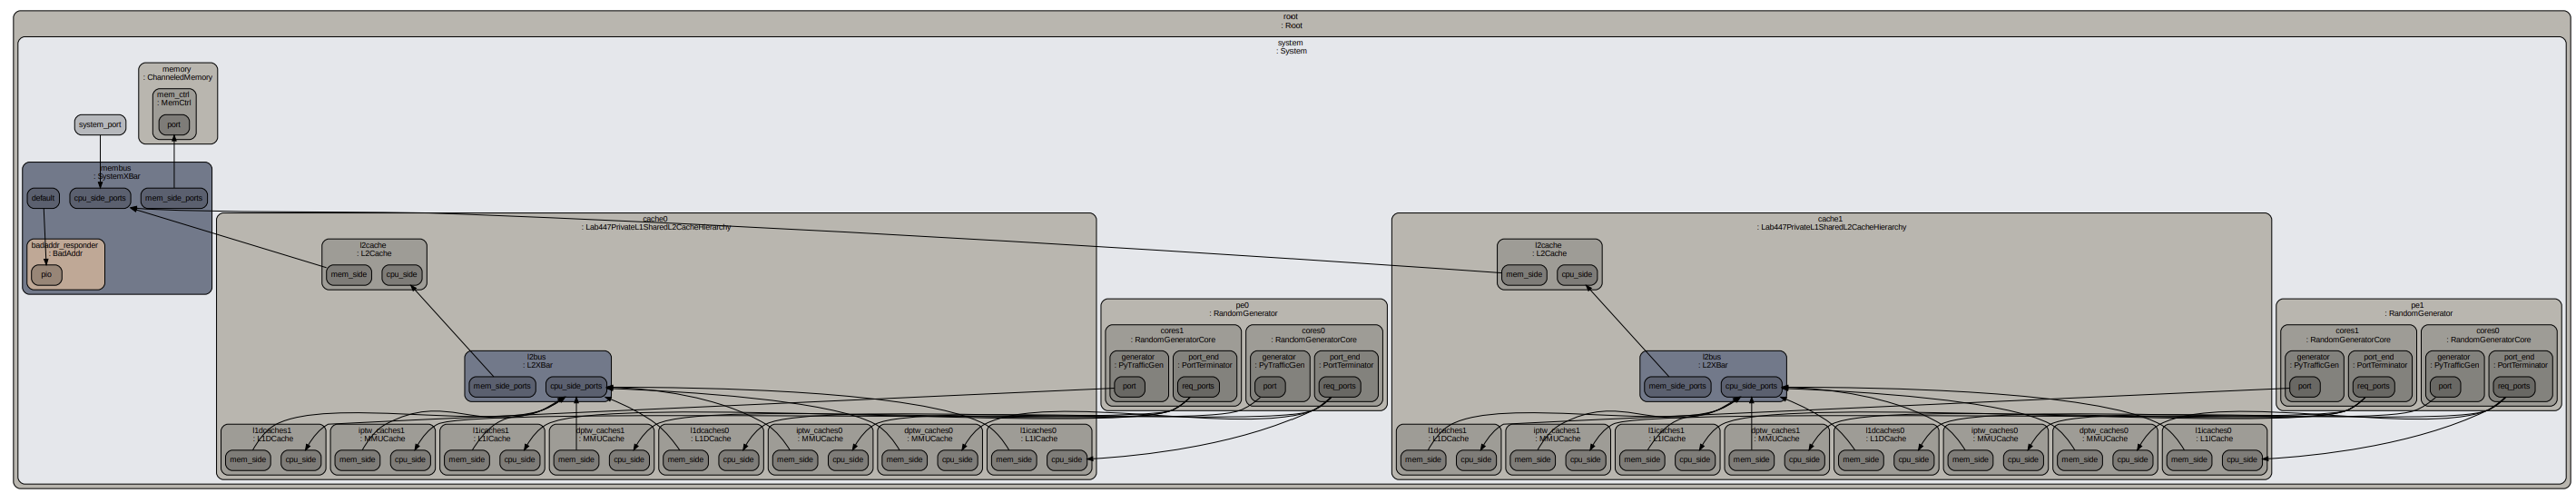 root
: Root
system
: System
memory
: ChanneledMemory
mem_ctrl
: MemCtrl
port
system_port
membus
: SystemXBar
default
cpu_side_ports
mem_side_ports
badaddr_responder
: BadAddr
pio
cache0
: Lab447PrivateL1SharedL2CacheHierarchy
l2cache
: L2Cache
mem_side
cpu_side
l2bus
: L2XBar
mem_side_ports
cpu_side_ports
l1dcaches1
: L1DCache
mem_side
cpu_side
iptw_caches1
: MMUCache
mem_side
cpu_side
l1icaches1
: L1ICache
mem_side
cpu_side
dptw_caches1
: MMUCache
mem_side
cpu_side
l1dcaches0
: L1DCache
mem_side
cpu_side
iptw_caches0
: MMUCache
mem_side
cpu_side
dptw_caches0
: MMUCache
mem_side
cpu_side
l1icaches0
: L1ICache
mem_side
cpu_side
pe0
: RandomGenerator
cores1
: RandomGeneratorCore
generator
: PyTrafficGen
port
port_end
: PortTerminator
req_ports
cores0
: RandomGeneratorCore
generator
: PyTrafficGen
port
port_end
: PortTerminator
req_ports
cache1
: Lab447PrivateL1SharedL2CacheHierarchy
l2cache
: L2Cache
mem_side
cpu_side
l2bus
: L2XBar
mem_side_ports
cpu_side_ports
l1dcaches1
: L1DCache
mem_side
cpu_side
iptw_caches1
: MMUCache
mem_side
cpu_side
l1icaches1
: L1ICache
mem_side
cpu_side
dptw_caches1
: MMUCache
mem_side
cpu_side
l1dcaches0
: L1DCache
mem_side
cpu_side
iptw_caches0
: MMUCache
mem_side
cpu_side
dptw_caches0
: MMUCache
mem_side
cpu_side
l1icaches0
: L1ICache
mem_side
cpu_side
pe1
: RandomGenerator
cores1
: RandomGeneratorCore
generator
: PyTrafficGen
port
port_end
: PortTerminator
req_ports
cores0
: RandomGeneratorCore
generator
: PyTrafficGen
port
port_end
: PortTerminator
req_ports